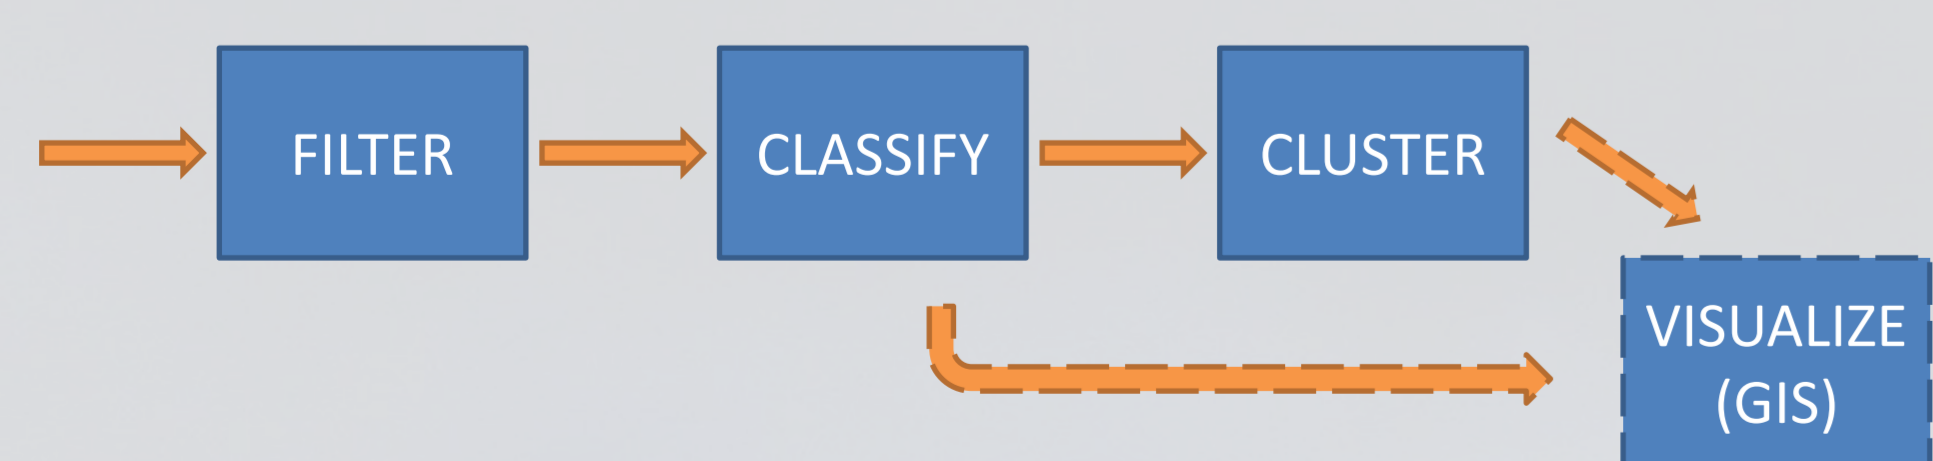 FILTER
CLASSIFY
CLUSTER
VISUALIZE
(GIS)